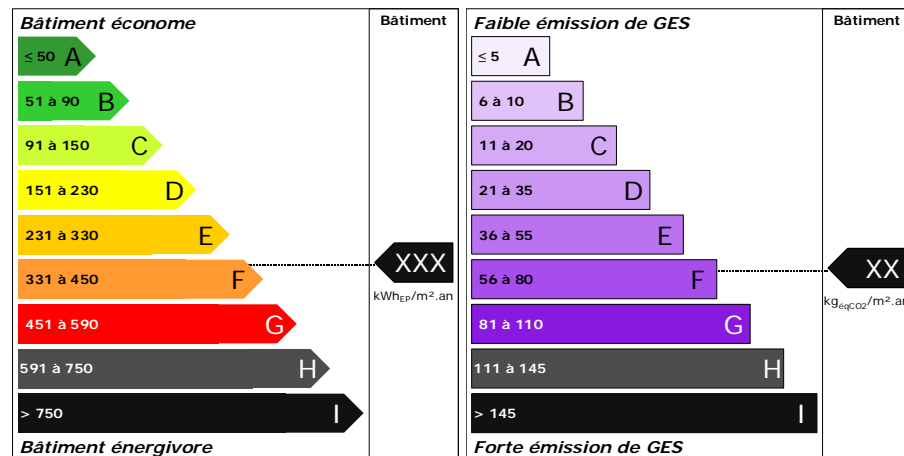 Bâtiment économe
Bâtiment
≤ 50 A
51 à 90 B
91 à 150 C
151 à 230 D
231 à 330 E
331 à 450 F
451 à 590 G
591 à 750 H
> 750 I
XXX
kWhEP/m².an
Bâtiment énergivore
Faible émission de GES
Bâtiment
≤ 5 A
6 à 10 B
11 à 20 C
21 à 35 D
36 à 55 E
56 à 80 F
81 à 110 G
111 à 145 H
> 145 I
XX
kgéqCO2/m².an
Forte émission de GES